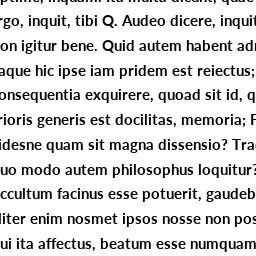 rgo, inquit, tibi Q. Audeo dicere, inquit
on igitur bene. Quid autem habent adm
aque hic ipse iam pridem est reiectus;
onsequentia exquirere, quoad sit id, q
rioris generis est docilitas, memoria; F
idesne quam sit magna dissensio? Tra
uo modo autem philosophus loquitur?
ccultum facinus esse potuerit, gaudeb
liter enim nosmet ipsos nosse non pos
ui ita affectus, beatum esse numquam